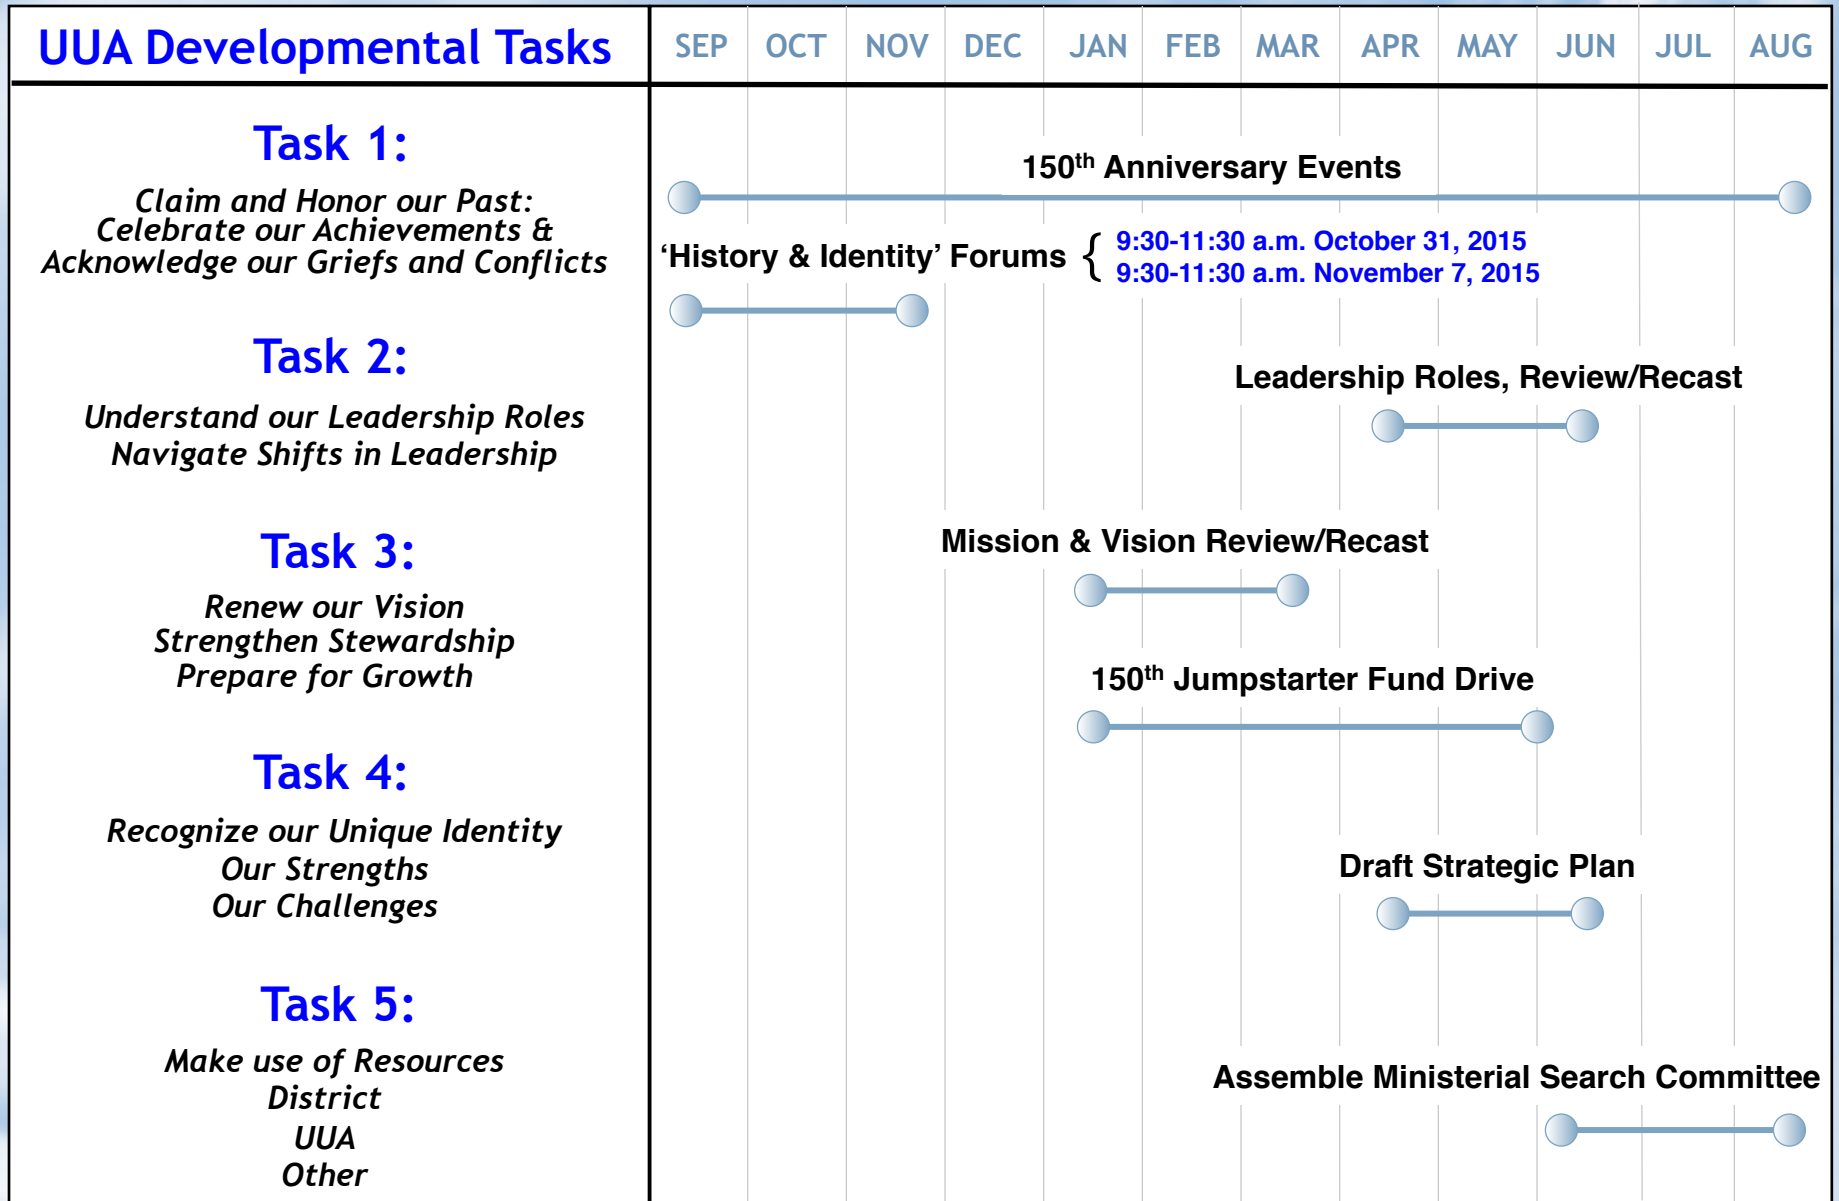 UUA Developmental Tasks
SEP OCT NOV DEC JAN FEB MAR APR MAY JUN JUL AUG
Task 1:
Claim and Honor our Past:
Celebrate our Achievements &
Acknowledge our Griefs and Conflicts
150th Anniversary Events
‘History & Identity’ Forums {
9:30-11:30 a.m. October 31, 2015
9:30-11:30 a.m. November 7, 2015
Task 2:
Understand our Leadership Roles
Navigate Shifts in Leadership
Leadership Roles, Review/Recast
Task 3:
Renew our Vision
Strengthen Stewardship
Prepare for Growth
Mission & Vision Review/Recast
150th Jumpstarter Fund Drive
Task 4:
Recognize our Unique Identity
Our Strengths
Our Challenges
Draft Strategic Plan
Task 5:
Make use of Resources
District
UUA
Other
Assemble Ministerial Search Committee